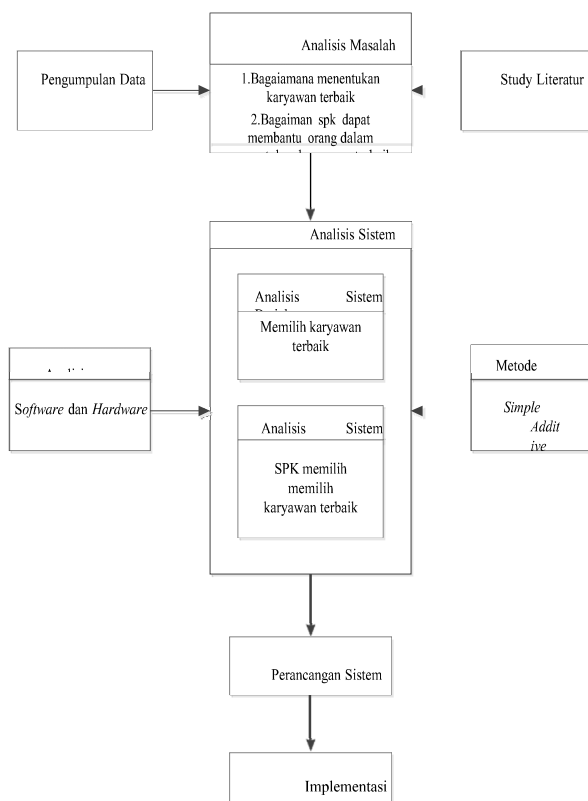 Analisis Masalah
Pengumpulan Data
1.Bagaiamana menentukan
karyawan terbaik
2.Bagaiman spk dapat
membantu orang dalam
Study Literatur
Analisis Sistem
Analisis Sistem
Memilih karyawan
terbaik
Software dan Hardware
Metode
Simple
Addit
ive
Analisis Sistem
SPK memilih
memilih
karyawan terbaik
Perancangan Sistem
Implementasi